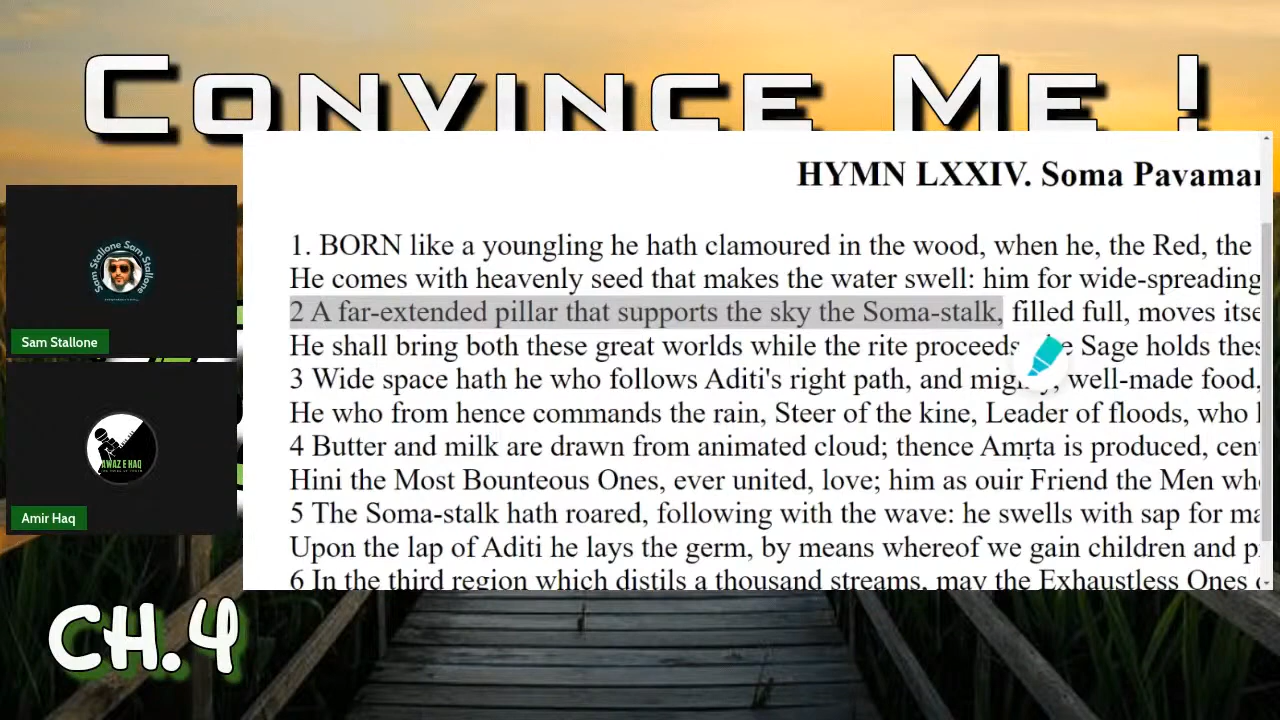 CONVINCE ME !
HYMN LXXIV. Soma Pavamar
1. BORN like a youngling he hath clamoured in the wood, when he, the Red, the
He comes with heavenly seed that makes the water swell: him for wide-spreading
2 A far-extended pillar that supports the sky the Soma-stalk, filled full, moves itse
He shall bring both these great worlds while the rite proceeds: Sage holds thes
3 Wide space hath he who follows Aditi's right path, and mighty, well-made food,
He who from hence commands the rain, Steer of the kine, Leader of floods, who
4 Butter and milk are drawn from animated cloud; thence Amrta is produced, cen
Hini the Most Bounteous Ones, ever united, love; him as ouir Friend the Men wh
5 The Soma-stalk hath roared, following with the wave: he swells with sap for ma
Upon the lap of Aditi he lays the germ, by means whereof we gain children and p
6 In the third region which distils a thousand streams, may the Exhaustless Ones
Sam Stallone Sam Stallone
Sam Stallone
AWAZ E HAQ
Amir Haq
CH.4